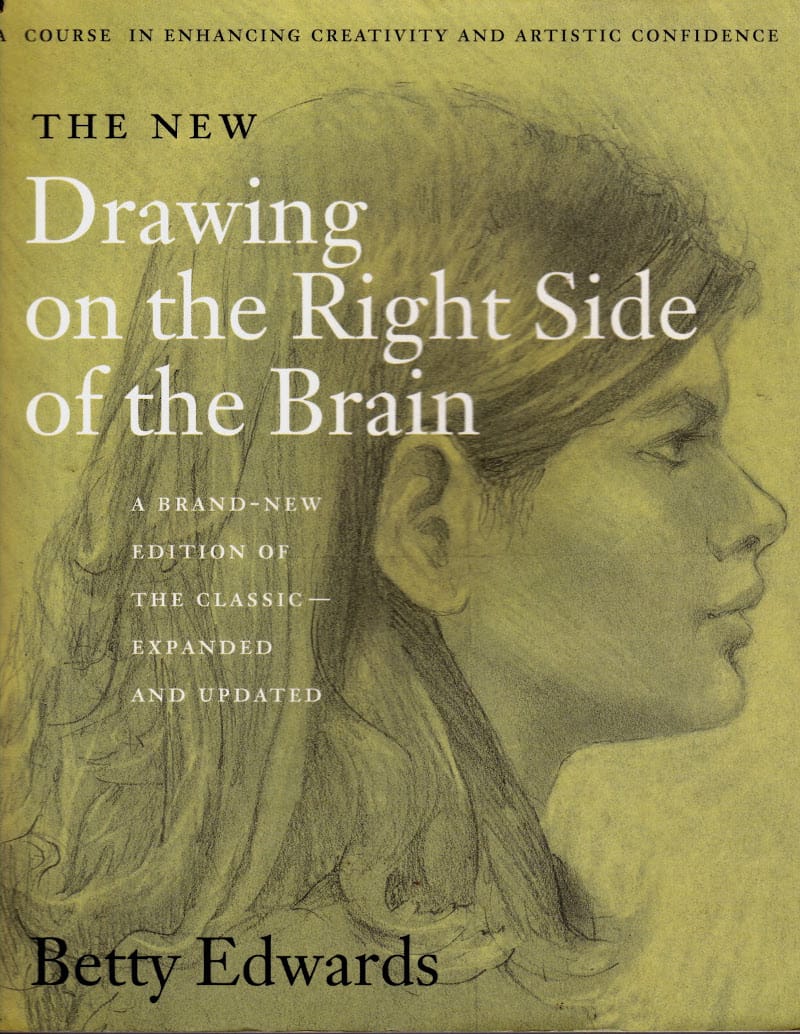 A COURSE IN ENHANCING CREATIVITY AND ARTISTIC CONFIDENCE
THE NEW
Drawing
on the Right Side
of the Brain
A BRAND-NEW
EDITION OF
THE CLASSIC—
EXPANDED
AND UPDATED
Betty Edwards